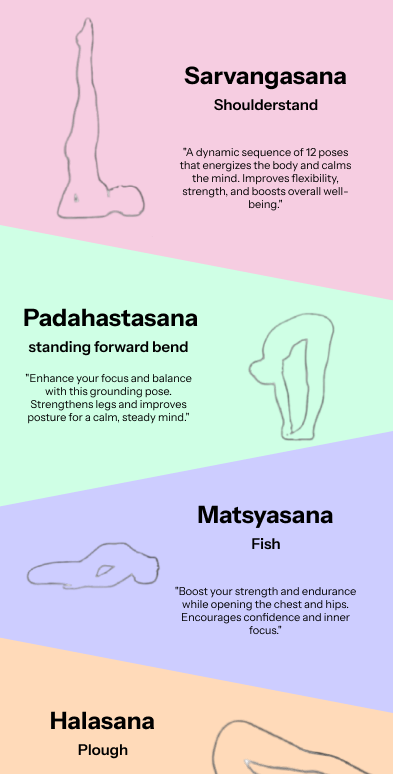 Sarvangasana
Shoulderstand
"A dynamic sequence of 12 poses
that energizes the body and calms
the mind. Improves flexibility,
strength, and boosts overall well-
being."
Padahastasana
standing forward bend
"Enhance your focus and balance
with this grounding pose.
Strengthens legs and improves
posture for a calm, steady mind."
Matsyasana
Fish
"Boost your strength and endurance
while opening the chest and hips.
Encourages confidence and inner
focus."
Halasana
Plough